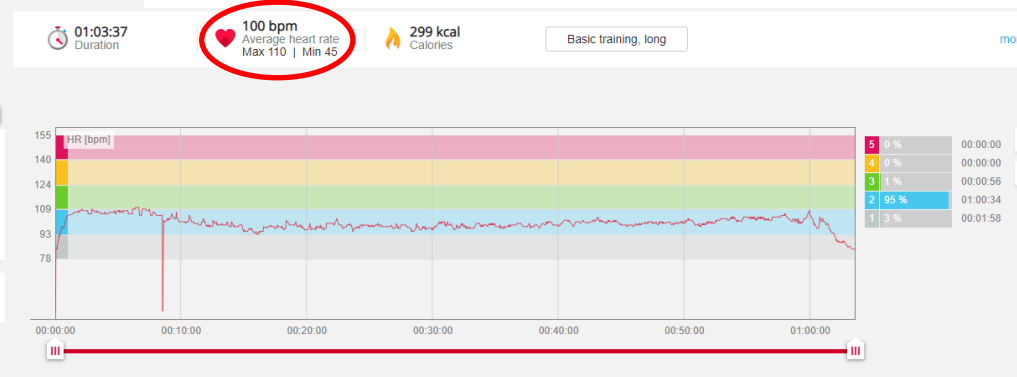 01:03:37
Duration
100 bpm
Average heart rate
Max 110 | Min 45
299 kcal
Calories
Basic training, long
HR [bpm]
155
140
124
109
93
78
00:00:00
00:10:00
00:20:00
00:30:00
00:40:00
00:50:00
01:00:00
5 0 % 00:00:00
4 0 % 00:00:00
3 1 % 00:00:56
2 95 % 01:00:34
1 3 % 00:01:58